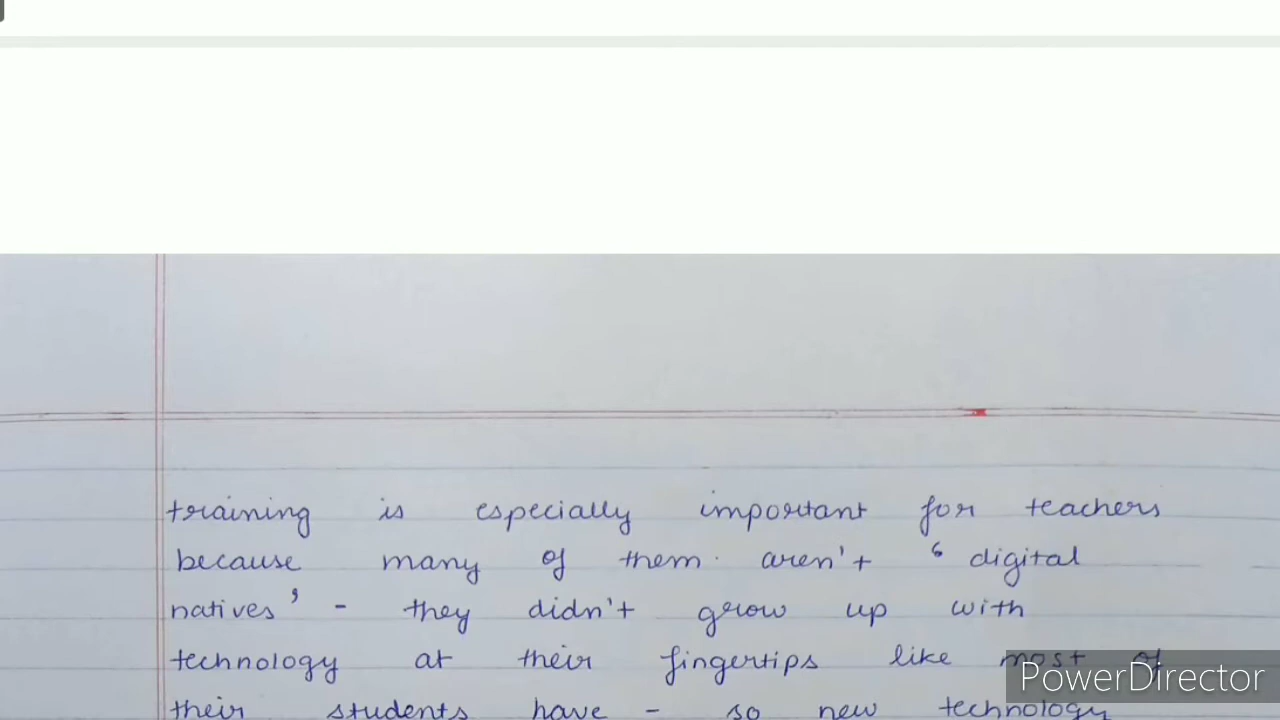 training is especially important for teachers
because many of them aren't ‘digital
natives’ - they didn't grow up with
technology at their fingertips like most of
their students have - so new technology
PowerDirector